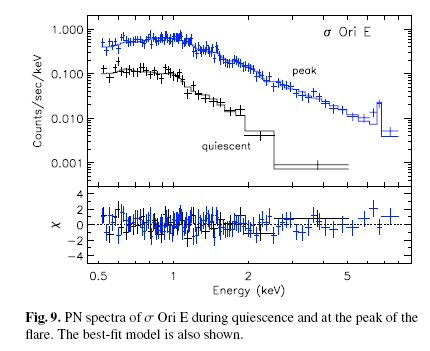 σ Ori E
1.000
0.100
0.010
0.001
Counts/sec/keV
peak
quiescent
4
2
0
−2
−4
χ
0.5
1
2
5
Energy (keV)
Fig. 9. PN spectra of σ Ori E during quiescence and at the peak of the
flare. The best-fit model is also shown.